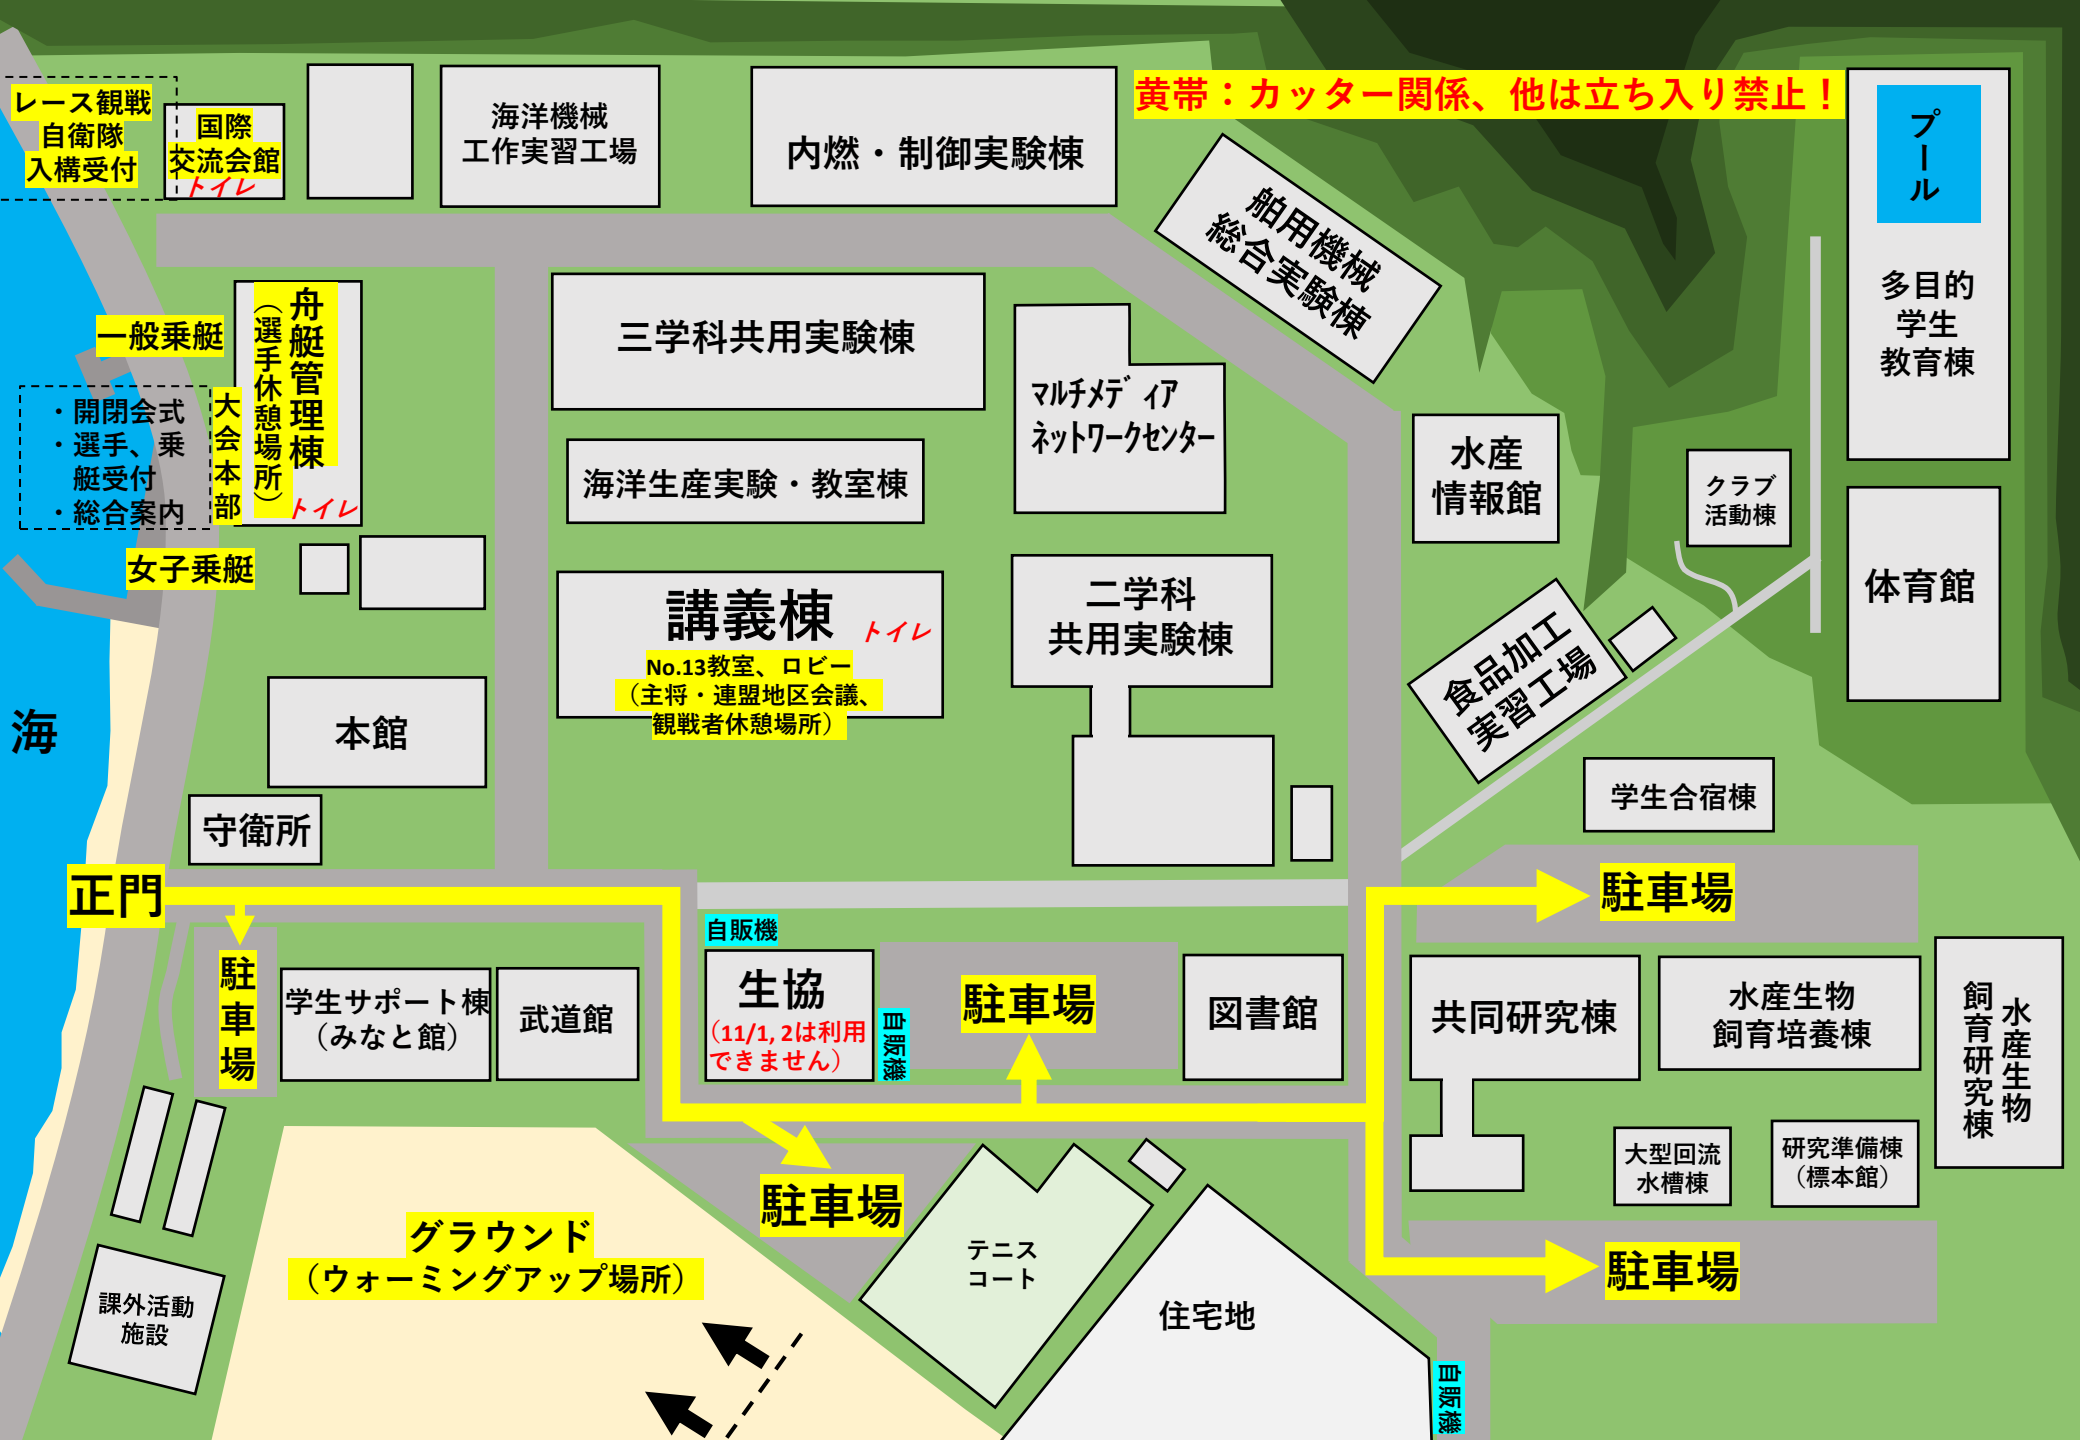 レース観戦
自衛隊
入構受付
国際
交流会館
トイレ
海洋機械
工作実習工場
内燃・制御実験棟
黄帯：カッター関係、他は立ち入り禁止！
プール
多目的
学生
教育棟
舶用機械
総合実験棟
一般乗艇
舟艇管理棟
（選手休憩場所）
トイレ
大会本部
・開閉会式
・選手、乗
艇受付
・総合案内
女子乗艇
三学科共用実験棟
海洋生産実験・教室棟
ﾏﾙﾁﾒﾃﾞｨｱ
ﾈｯﾄﾜｰｸｾﾝﾀｰ
水産
情報館
クラブ
活動棟
体育館
講義棟
トイレ
No.13教室、ロビー
（主将・連盟地区会議、
観戦者休憩場所）
二学科
共用実験棟
食品加工
実習工場
海
本館
守衛所
学生合宿棟
正門
駐車場
駐車場
学生サポート棟
（みなと館）
武道館
自販機
生協
（11/1, 2は利用
できません）
自販機
駐車場
図書館
共同研究棟
水産生物
飼育培養棟
水産生物
飼育研究棟
大型回流
水槽棟
研究準備棟
（標本館）
駐車場
グラウンド
（ウォーミングアップ場所）
テニス
コート
住宅地
駐車場
課外活動
施設
自販機